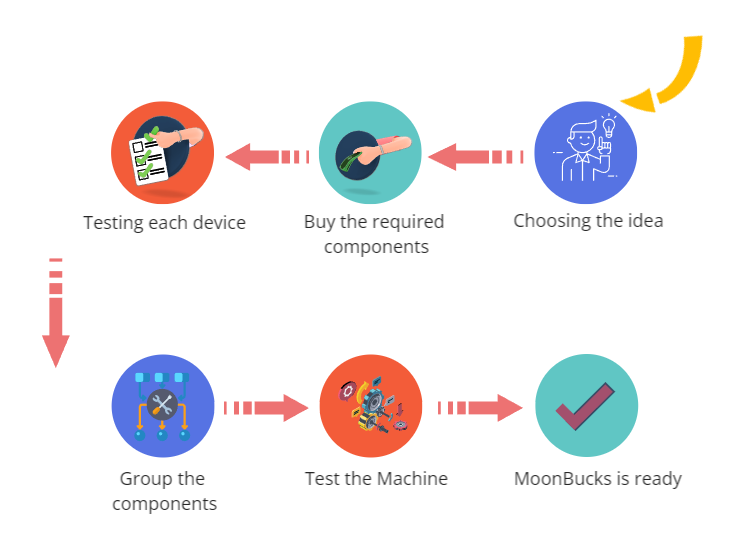 Choosing the idea
Buy the required
components
Testing each device
Group the
components
Test the Machine
MoonBucks is ready